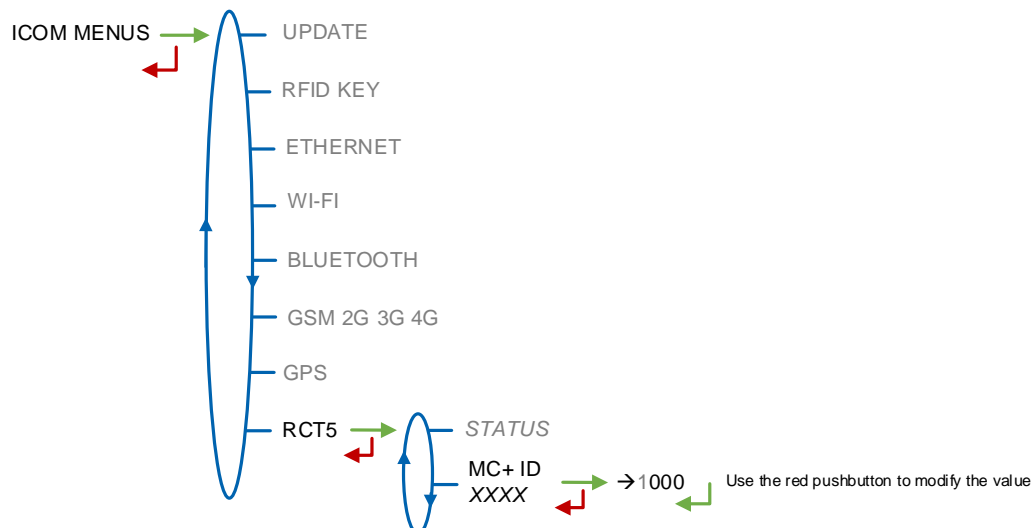 ICOM MENUS
UPDATE
RFID KEY
ETHERNET
WI-FI
BLUETOOTH
GSM 2G 3G 4G
GPS
RCT5
STATUS
MC+ ID
XXXX
→1000
Use the red pushbutton to modify the value